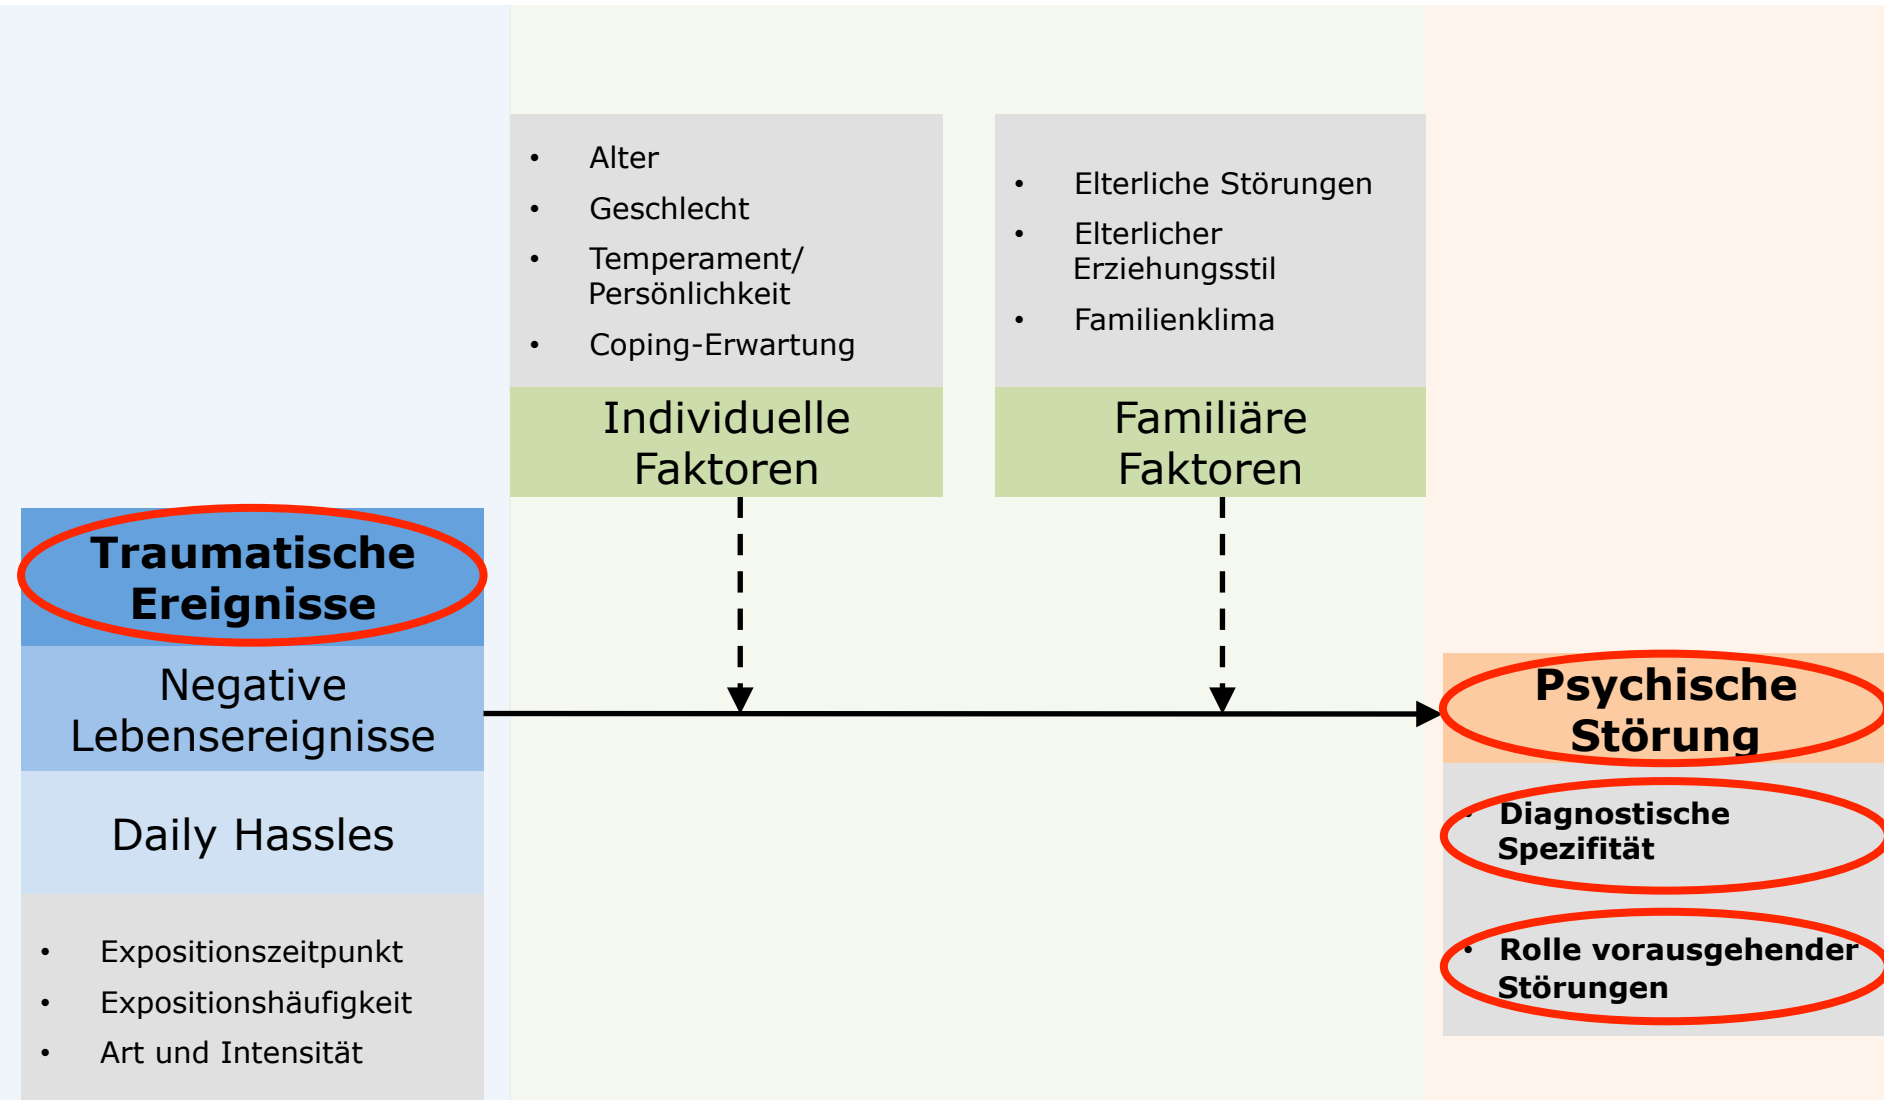 • Alter
• Geschlecht
• Temperament/
Persönlichkeit
• Coping-Erwartung
Individuelle
Faktoren
• Elterliche Störungen
• Elterlicher
Erziehungsstil
• Familienklima
Familiäre
Faktoren
Traumatische
Ereignisse
Negative
Lebensereignisse
Daily Hassles
• Expositionszeitpunkt
• Expositionshäufigkeit
• Art und Intensität
Psychische
Störung
• Diagnostische
Spezifität
• Rolle vorausgehender
Störungen